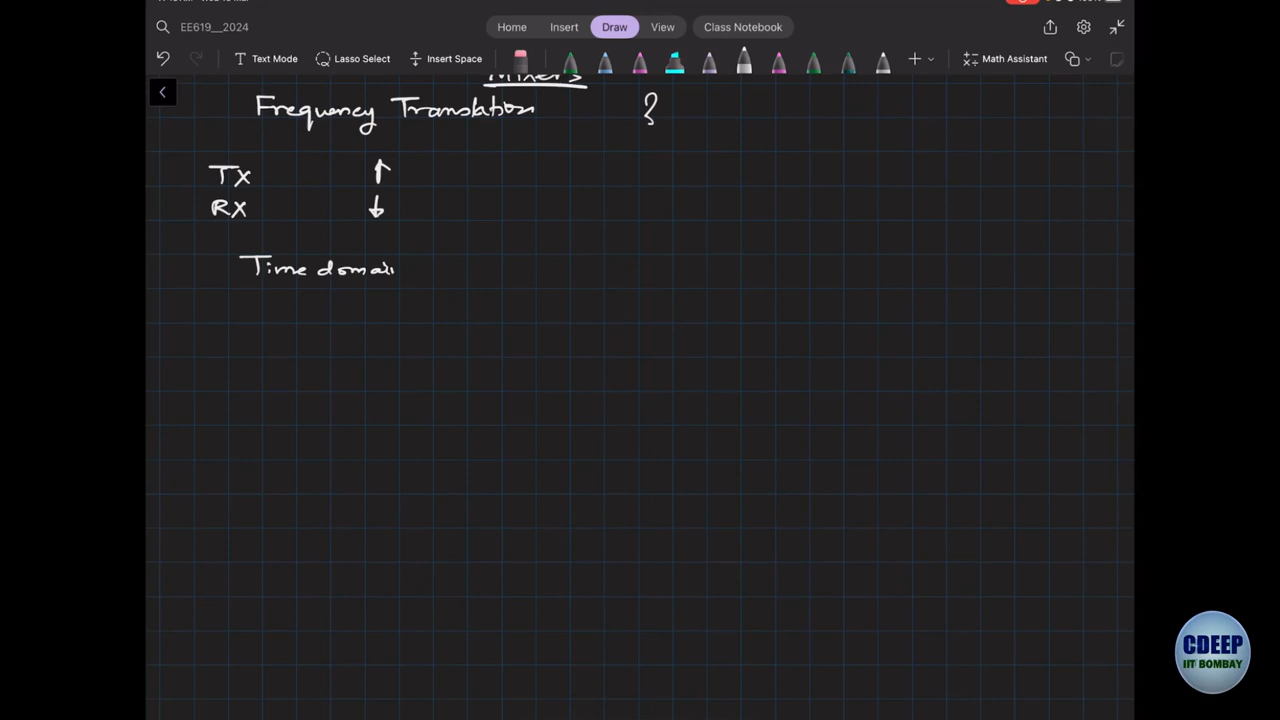 EE619__2024
Home Insert Draw View Class Notebook
Text Mode Lasso Select Insert Space Math Assistant
Mixers
Frequency Translation ?
TX ↑
RX ↓
Time domai
CDEEP
IIT BOMBAY